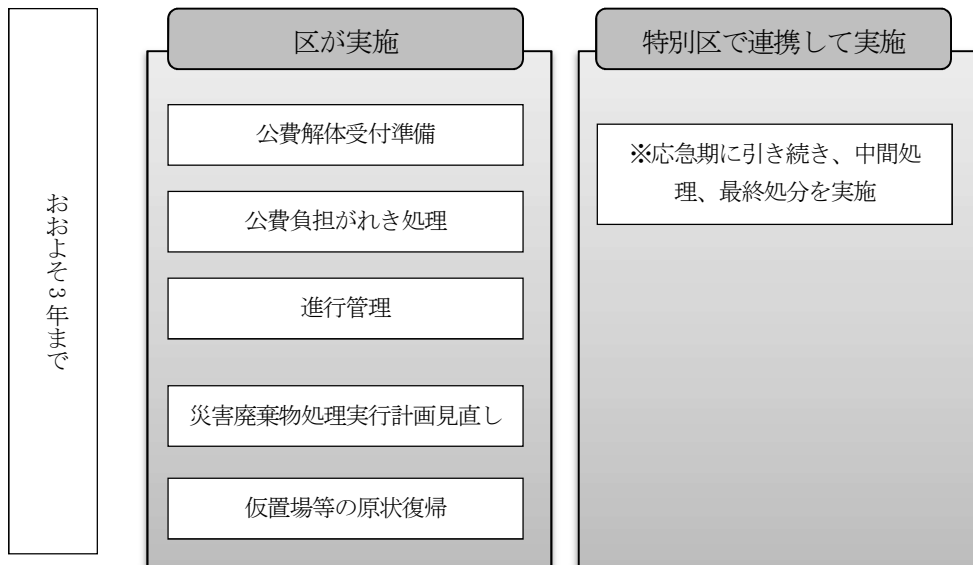 おおよそ3年まで
区が実施
公費解体受付準備
公費負担がれき処理
進行管理
災害廃棄物処理実行計画見直し
仮置場等の原状復帰
特別区で連携して実施
※応急期に引き続き、中間処
理、最終処分を実施